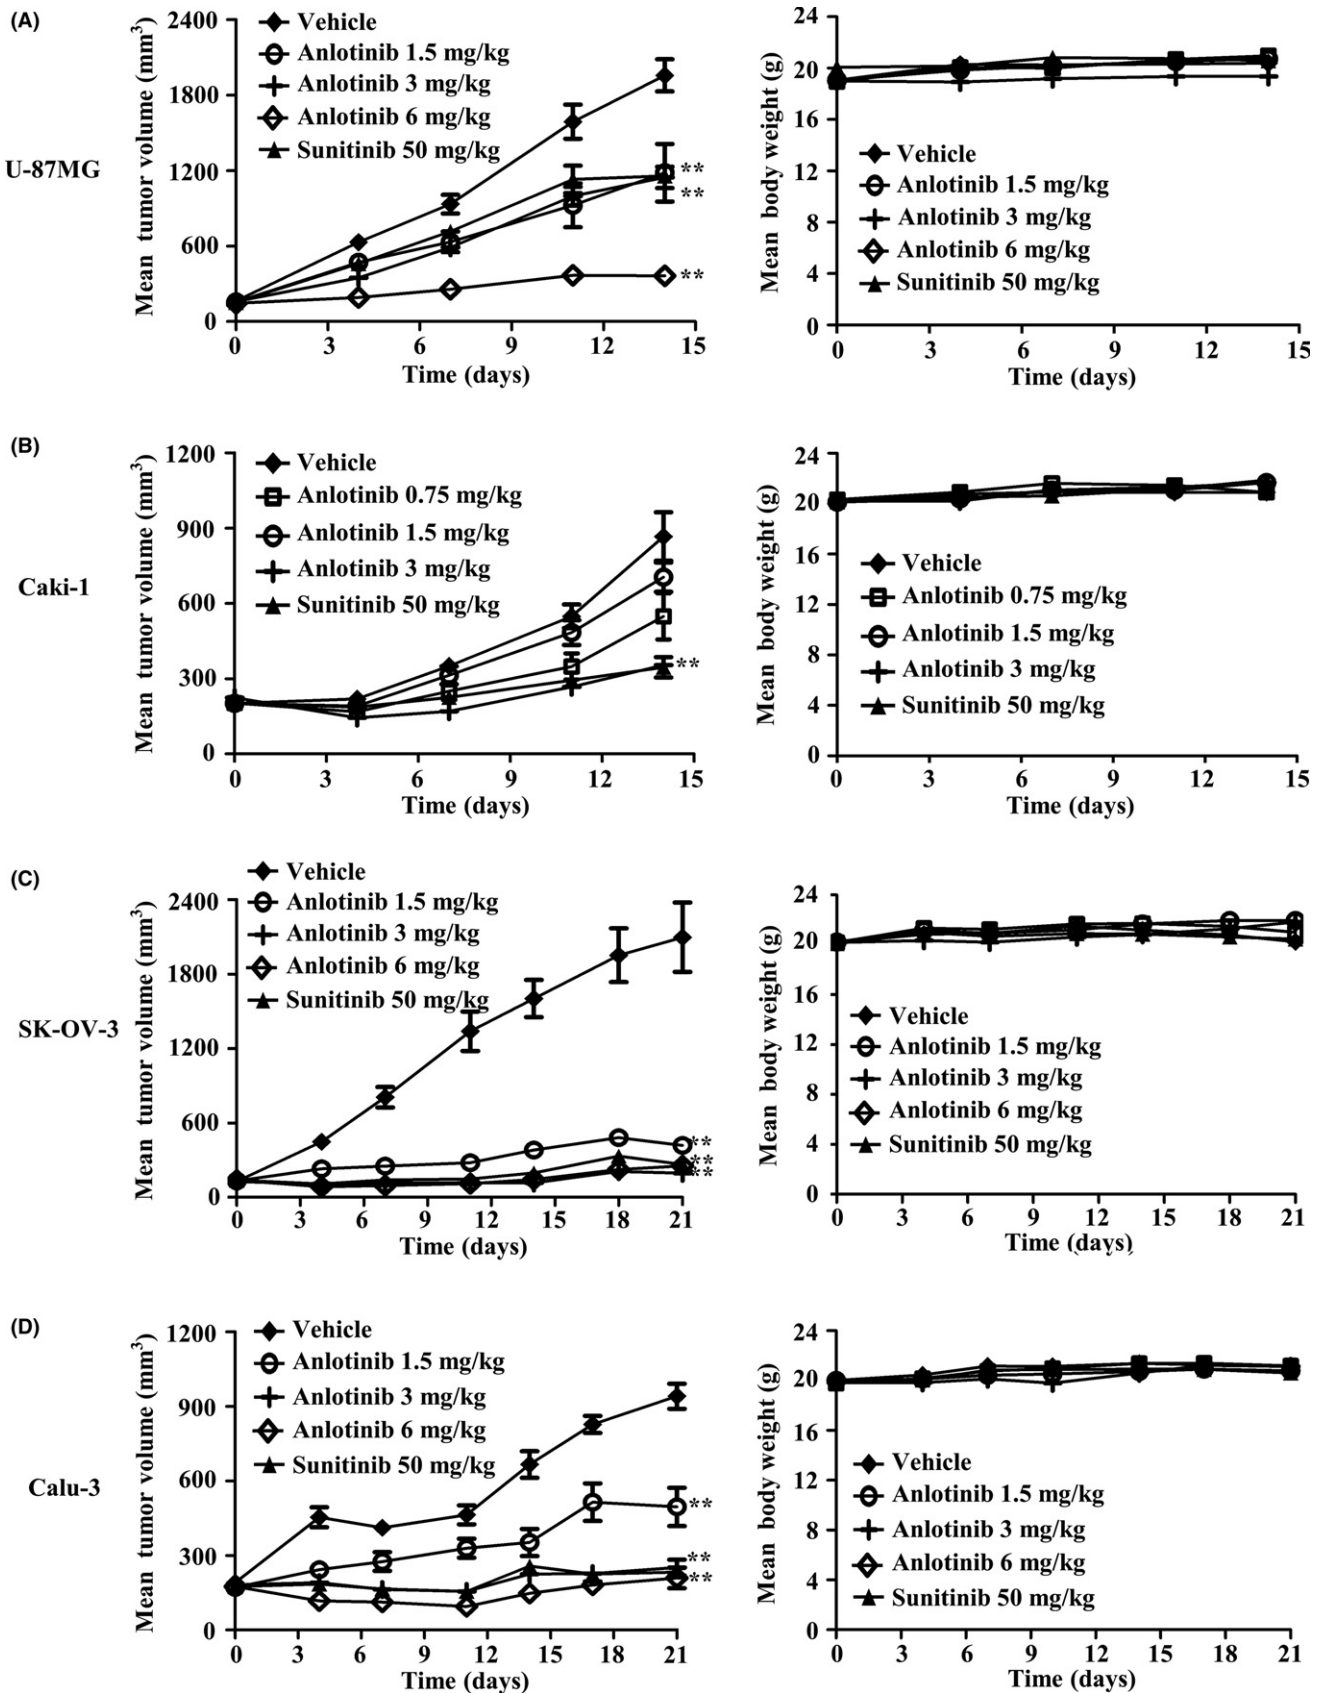 (A)
U-87MG
Mean tumor volume (mm3)
2400
1800
1200
600
0
Vehicle
Anlotinib 1.5 mg/kg
Anlotinib 3 mg/kg
Anlotinib 6 mg/kg
Sunitinib 50 mg/kg
**
**
**
0 3 6 9 12 15
Time (days)
Mean body weight (g)
24
20
16
12
8
4
0
Vehicle
Anlotinib 1.5 mg/kg
Anlotinib 3 mg/kg
Anlotinib 6 mg/kg
Sunitinib 50 mg/kg
0 3 6 9 12 15
Time (days)
(B)
Caki-1
Mean tumor volume (mm3)
1200
900
600
300
0
Vehicle
Anlotinib 0.75 mg/kg
Anlotinib 1.5 mg/kg
Anlotinib 3 mg/kg
Sunitinib 50 mg/kg
**
0 3 6 9 12 15
Time (days)
Mean body weight (g)
24
20
16
12
8
4
0
Vehicle
Anlotinib 0.75 mg/kg
Anlotinib 1.5 mg/kg
Anlotinib 3 mg/kg
Sunitinib 50 mg/kg
0 3 6 9 12 15
Time (days)
(C)
SK-OV-3
Mean tumor volume (mm3)
2400
1800
1200
600
0
Vehicle
Anlotinib 1.5 mg/kg
Anlotinib 3 mg/kg
Anlotinib 6 mg/kg
Sunitinib 50 mg/kg
**
**
**
0 3 6 9 12 15 18 21
Time (days)
Mean body weight (g)
24
20
16
12
8
4
0
Vehicle
Anlotinib 1.5 mg/kg
Anlotinib 3 mg/kg
Anlotinib 6 mg/kg
Sunitinib 50 mg/kg
0 3 6 9 12 15 18 21
Time (days)
(D)
Calu-3
Mean tumor volume (mm3)
1200
900
600
300
0
Vehicle
Anlotinib 1.5 mg/kg
Anlotinib 3 mg/kg
Anlotinib 6 mg/kg
Sunitinib 50 mg/kg
**
**
**
0 3 6 9 12 15 18 21
Time (days)
Mean body weight (g)
24
20
16
12
8
4
0
Vehicle
Anlotinib 1.5 mg/kg
Anlotinib 3 mg/kg
Anlotinib 6 mg/kg
Sunitinib 50 mg/kg
0 3 6 9 12 15 18 21
Time (days)